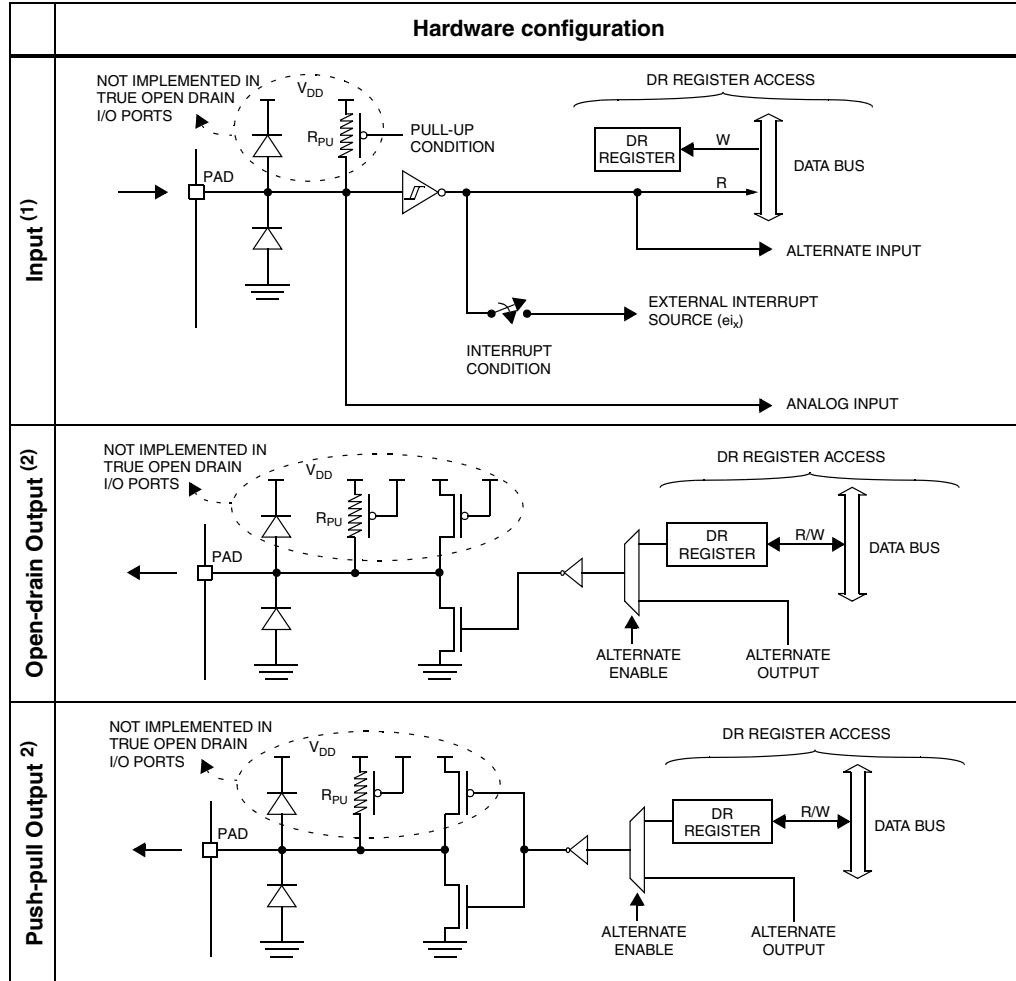 Hardware configuration
Input (1)
NOT IMPLEMENTED IN
TRUE OPEN DRAIN
I/O PORTS
VDD
RPU
PULL-UP
CONDITION
PAD
DR REGISTER ACCESS
DR
REGISTER
W
R
DATA BUS
ALTERNATE INPUT
EXTERNAL INTERRUPT
SOURCE (eix)
INTERRUPT
CONDITION
ANALOG INPUT
Open-drain Output (2)
NOT IMPLEMENTED IN
TRUE OPEN DRAIN
I/O PORTS
VDD
RPU
PAD
DR REGISTER ACCESS
DR
REGISTER
R/W
DATA BUS
ALTERNATE
ENABLE
ALTERNATE
OUTPUT
Push-pull Output 2)
NOT IMPLEMENTED IN
TRUE OPEN DRAIN
I/O PORTS
VDD
RPU
PAD
DR REGISTER ACCESS
DR
REGISTER
R/W
DATA BUS
ALTERNATE
ENABLE
ALTERNATE
OUTPUT